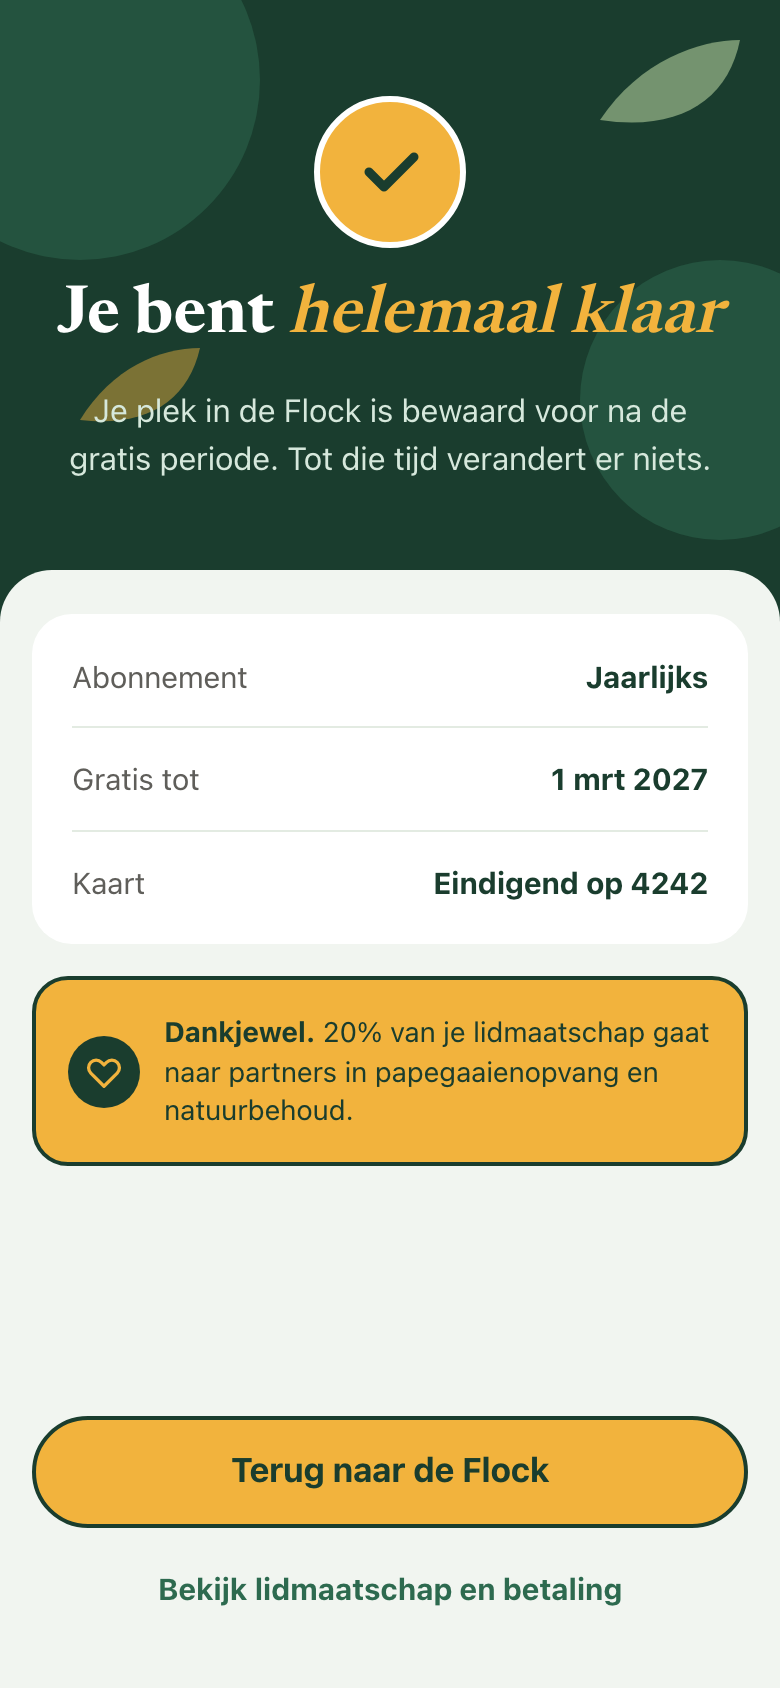 Je bent helemaal klaar
Je plek in de Flock is bewaard voor na de
gratis periode. Tot die tijd verandert er niets.
Abonnement Jaarlijks
Gratis tot 1 mrt 2027
Kaart Eindigend op 4242
Dankjewel. 20% van je lidmaatschap gaat
naar partners in papegaaienopvang en
natuurbehoud.
Terug naar de Flock
Bekijk lidmaatschap en betaling